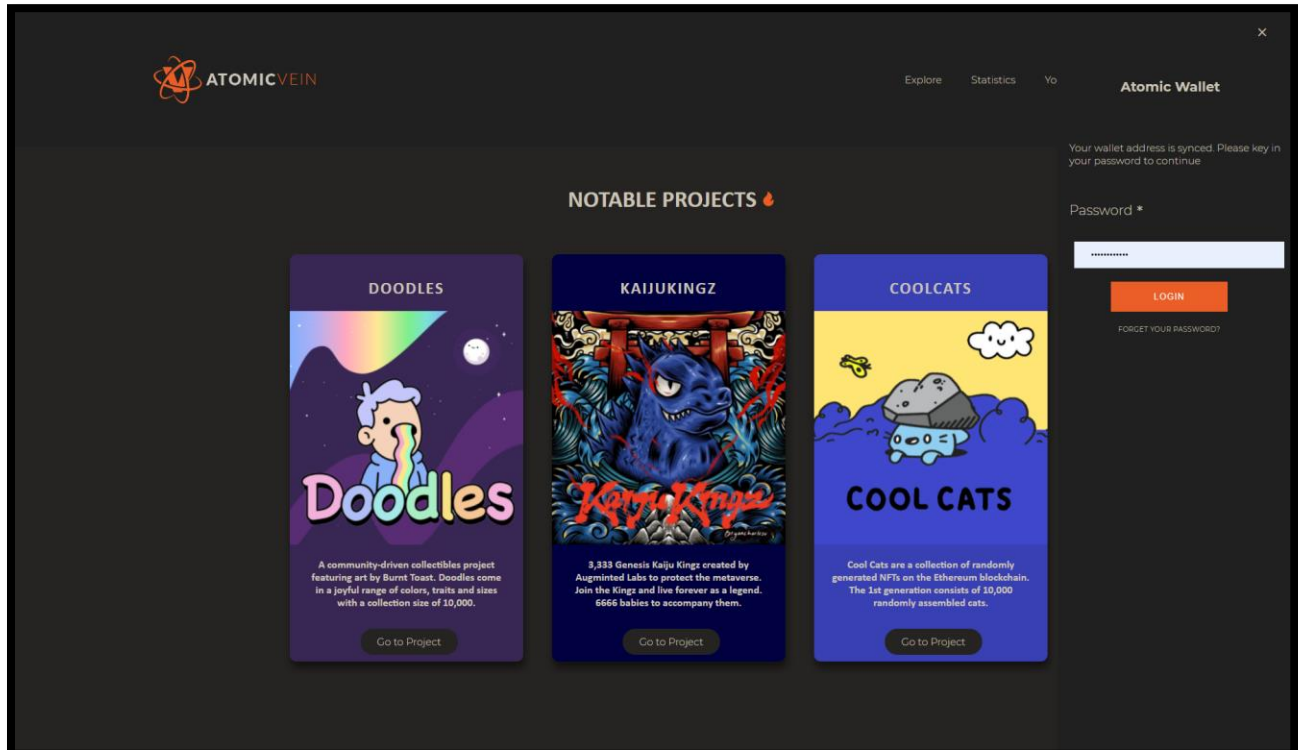 ×
ATOMICVEIN
Explore
Statistics
Yo
Atomic Wallet
Your wallet address is synced. Please key in
your password to continue
Password *
••••••••••••
LOGIN
FORGET YOUR PASSWORD?
NOTABLE PROJECTS
DOODLES
Doodles
A community-driven collectibles project
featuring art by Burnt Toast. Doodles come
in a joyful range of colors, traits and sizes
with a collection size of 10,000.
Go to Project
KAIJUKINGZ
Kaiju Kingz
3,333 Genesis Kaiju Kingz created by
Augminted Labs to protect the metaverse.
Join the Kingz and live forever as a legend.
6666 babies to accompany them.
Go to Project
COOLCATS
COOL CATS
Cool Cats are a collection of randomly
generated NFTs on the Ethereum blockchain.
The 1st generation consists of 10,000
randomly assembled cats.
Go to Project